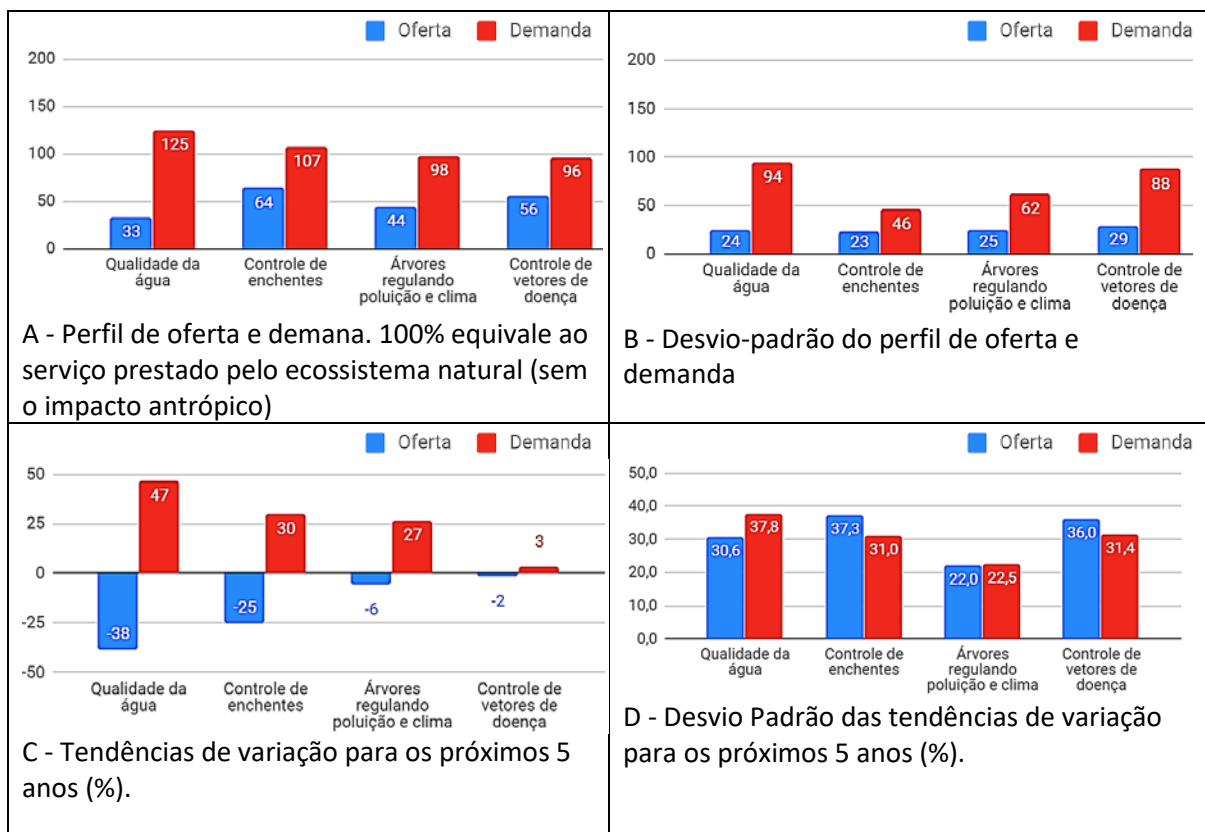 Oferta Demanda
200
150
100
50
0
33 125 64 107 44 98 56 96
Qualidade da Controle de Árvores Controle de
água enchentes regulando vetores de
poluição e clima doença
A - Perfil de oferta e demana. 100% equivale ao
serviço prestado pelo ecossistema natural (sem
o impacto antrópico)
Oferta Demanda
200
150
100
50
0
24 94 23 46 25 62 29 88
Qualidade da Controle de Árvores Controle de
água enchentes regulando vetores de
poluição e clima doença
B - Desvio-padrão do perfil de oferta e
demanda
Oferta Demanda
50
25
0
-25
-50
-38 47 -25 30 -6 27 -2 3
Qualidade da Controle de Árvores Controle de
água enchentes regulando vetores de
poluição e clima doença
C - Tendências de variação para os próximos 5
anos (%).
Oferta Demanda
50,0
40,0
30,0
20,0
10,0
0,0
30,6 37,8 37,3 31,0 22,0 22,5 36,0 31,4
Qualidade da Controle de Árvores Controle de
água enchentes regulando vetores de
poluição e clima doença
D - Desvio Padrão das tendências de variação
para os próximos 5 anos (%).